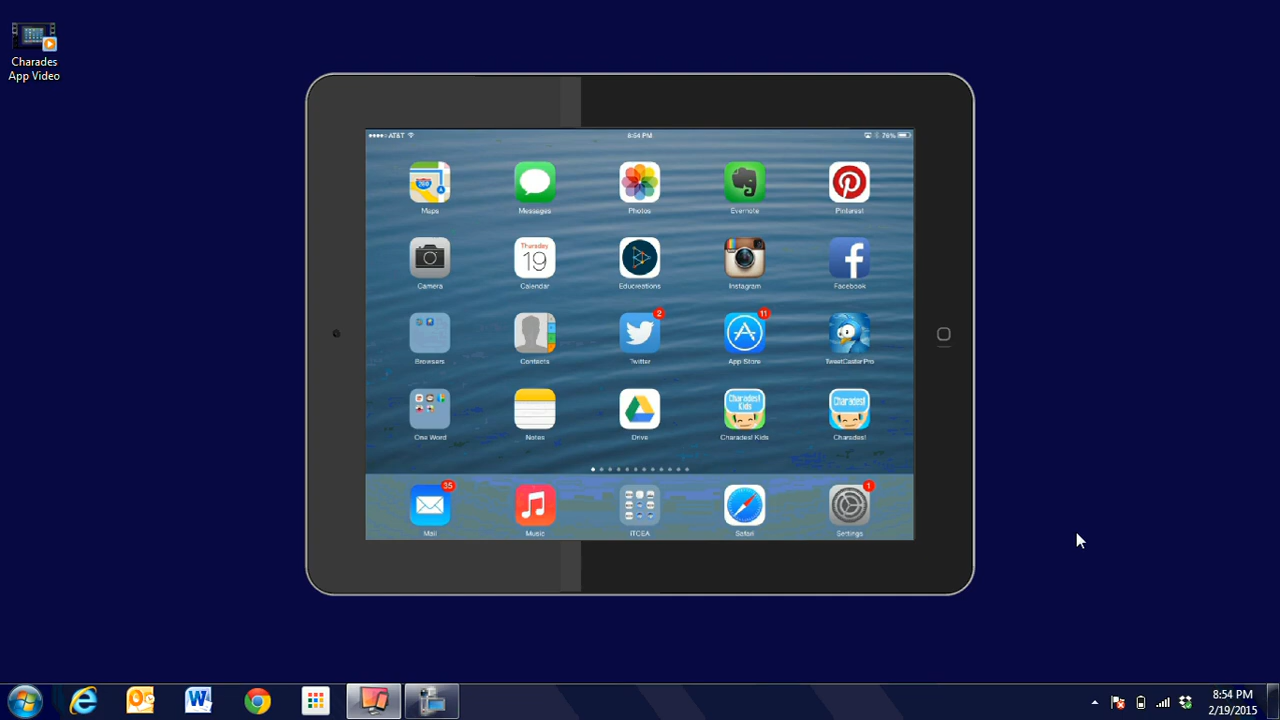 Charades
App Video
AT&T
8:54 PM
76%
Maps
Messages
Photos
Evernote
Pinterest
Camera
Thursday
19
Calendar
Educreations
Instagram
Facebook
Browsers
Contacts
2
Twitter
11
App Store
TweetCasterPro
One Word
Notes
Drive
Charades!
Kids
Charades! Kids
Charades!
Charades!
35
Mail
Music
ITCEA
Safari
1
Settings
8:54 PM
2/19/2015